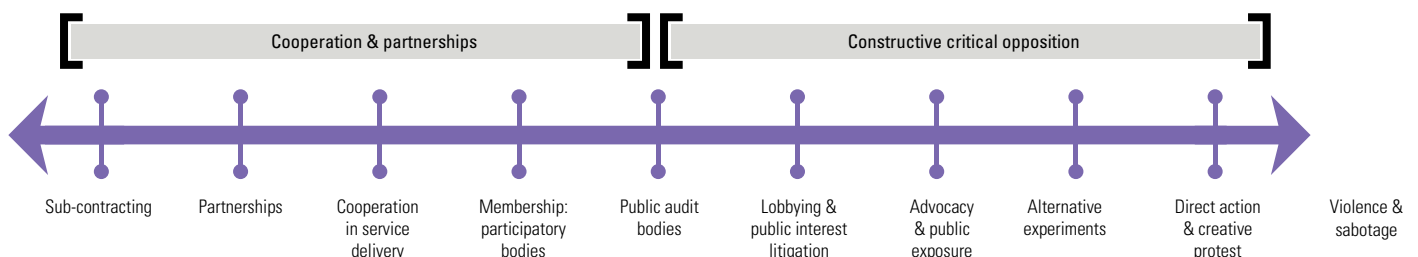 Cooperation & partnerships
Constructive critical opposition
Sub-contracting
Partnerships
Cooperation
in service
delivery
Membership:
participatory
bodies
Public audit
bodies
Lobbying &
public interest
litigation
Advocacy
& public
exposure
Alternative
experiments
Direct action
& creative
protest
Violence &
sabotage